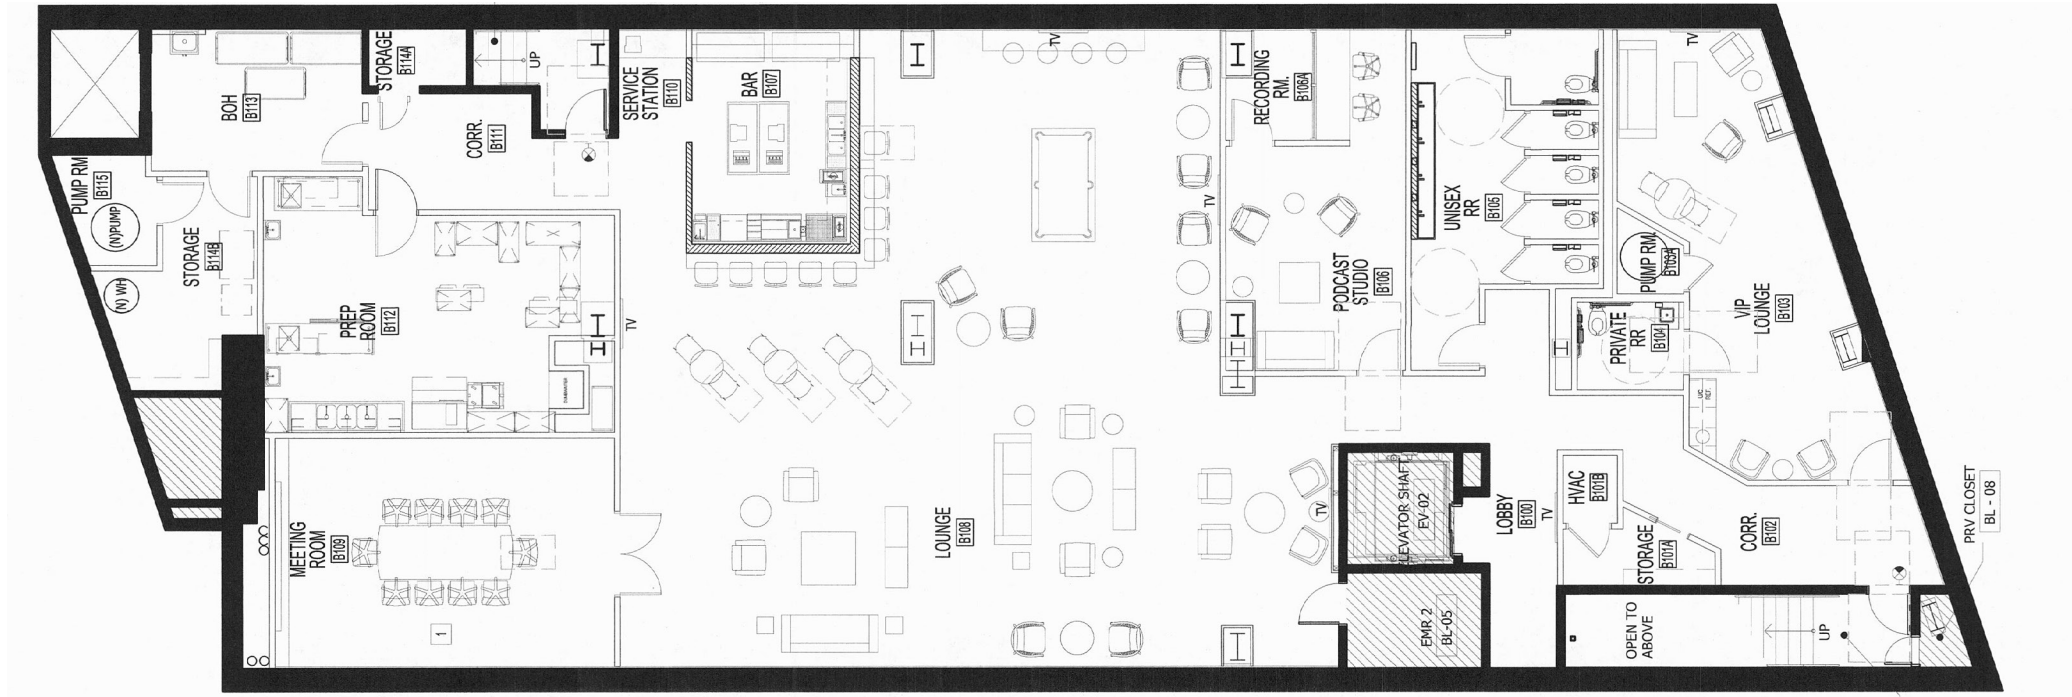 BOH
B113
STORAGE
B114A
UP
CORR.
B111
SERVICE
STATION
B110
BAR
B107
TV
TV
RECORDING
RM.
B106A
UNISEX
RR
B105
TV
PUMP RM
B115
(N)PUMP
STORAGE
B114B
(N) WH
PREP
ROOM
B112
TV
DUMBWAITER
PODCAST
STUDIO
B106
PUMP RM.
B103A
PRIVATE
RR
B104
VIP
LOUNGE
B103
UC
REF.
MEETING
ROOM
B109
1
LOUNGE
B108
TV
ELEVATOR SHAFT
EV-02
LOBBY
B100
TV
HVAC
B101B
STORAGE
B101A
CORR.
B102
PRV CLOSET
BL - 08
EMR 2
BL-05
OPEN TO
ABOVE
UP